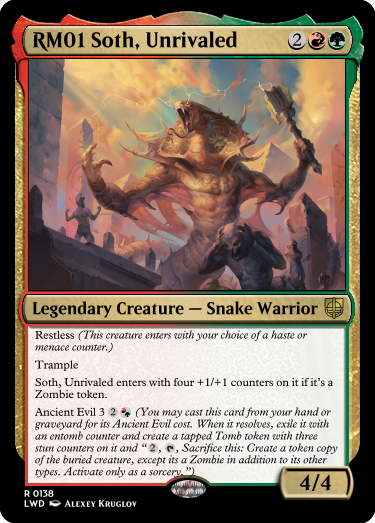 RM01 Soth, Unrivaled 2
Legendary Creature — Snake Warrior
Restless (This creature enters with your choice of a haste or
menace counter.)
Trample
Soth, Unrivaled enters with four +1/+1 counters on it if it's a
Zombie token.
Ancient Evil 3 2 (You may cast this card from your hand or
graveyard for its Ancient Evil cost. When it resolves, exile it with
an entomb counter and create a tapped Tomb token with three
stun counters on it and “2, , Sacrifice this: Create a token copy
of the buried creature, except its a Zombie in addition to its other
types. Activate only as a sorcery.”)
4/4
R 0138
LWD Alexey Kruglov